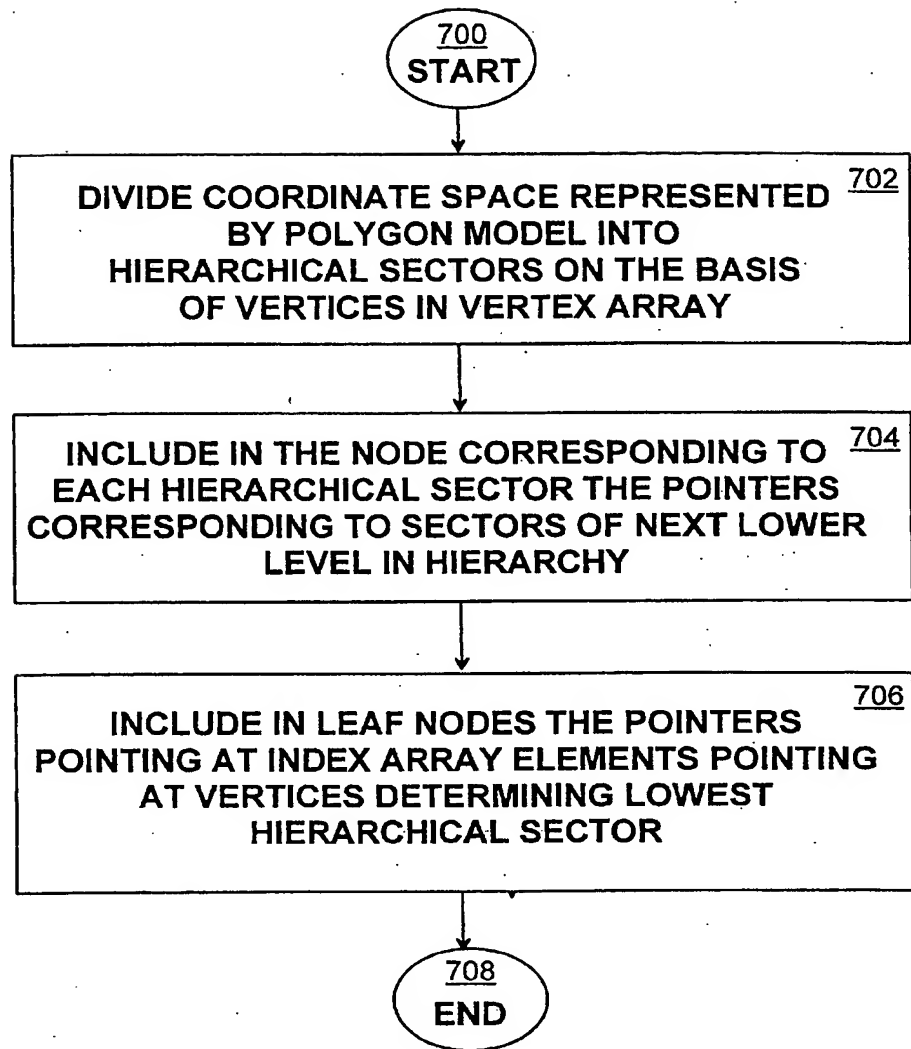 700
START
702
DIVIDE COORDINATE SPACE REPRESENTED
BY POLYGON MODEL INTO
HIERARCHICAL SECTORS ON THE BASIS
OF VERTICES IN VERTEX ARRAY
704
INCLUDE IN THE NODE CORRESPONDING TO
EACH HIERARCHICAL SECTOR THE POINTERS
CORRESPONDING TO SECTORS OF NEXT LOWER
LEVEL IN HIERARCHY
706
INCLUDE IN LEAF NODES THE POINTERS
POINTING AT INDEX ARRAY ELEMENTS POINTING
AT VERTICES DETERMINING LOWEST
HIERARCHICAL SECTOR
708
END